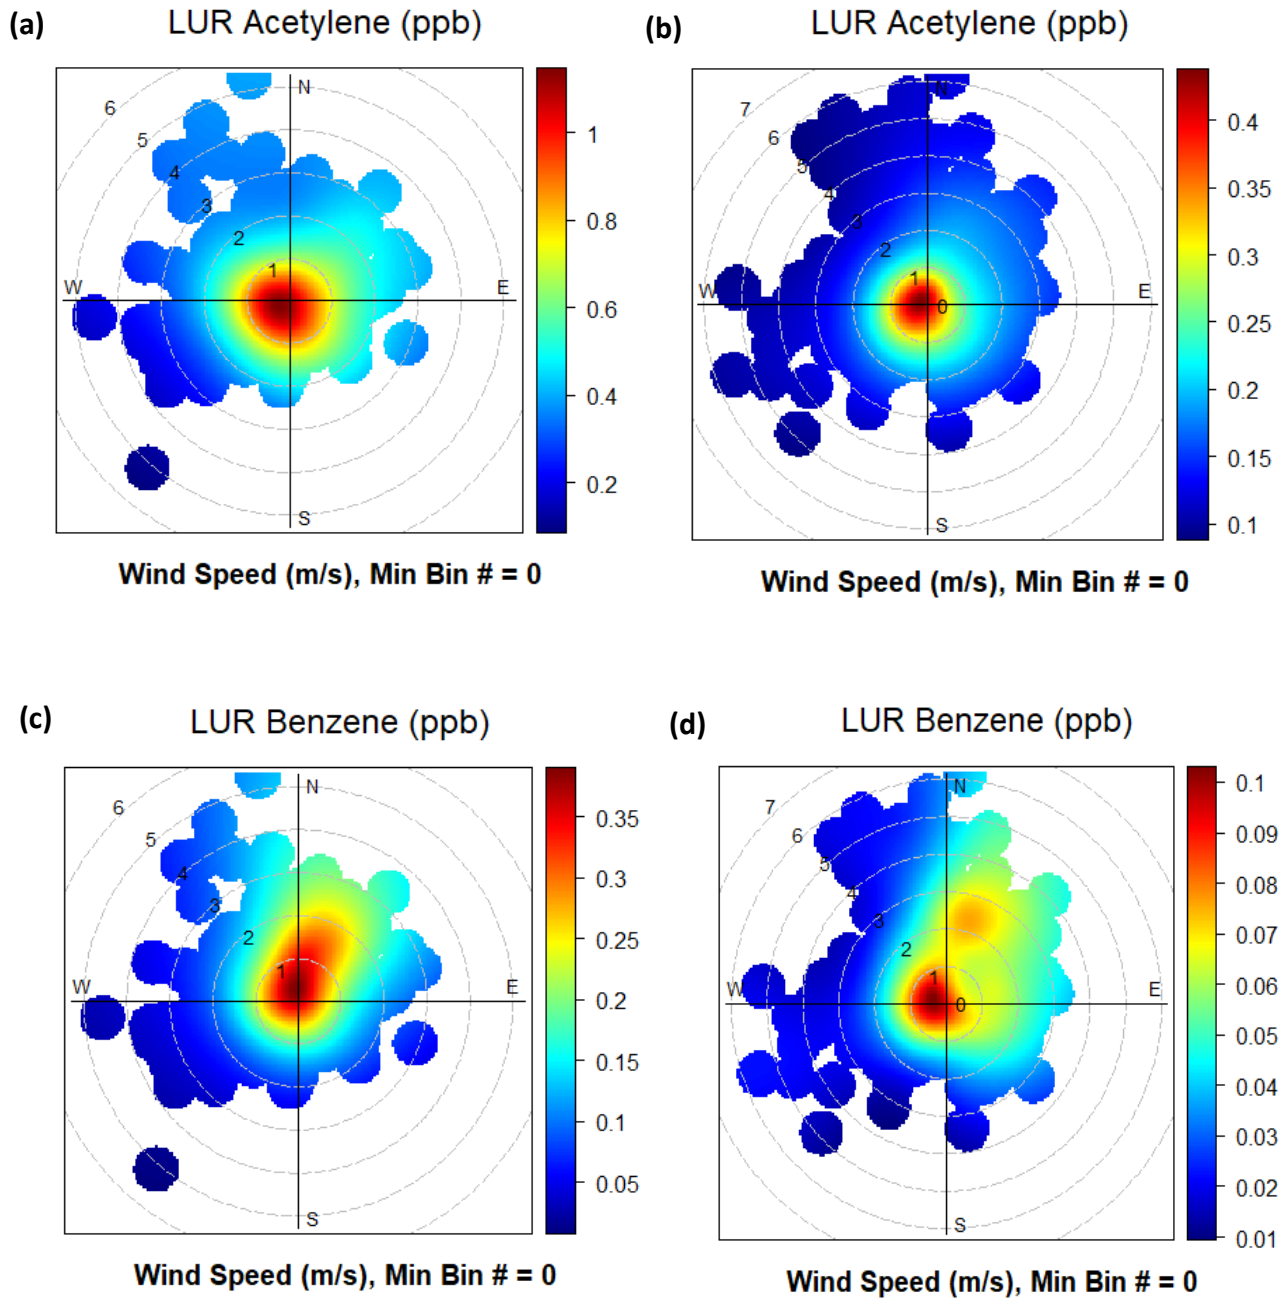 (a)
LUR Acetylene (ppb)
6
5
4
3
2
1
N
W
E
S
1
0.8
0.6
0.4
0.2
Wind Speed (m/s), Min Bin # = 0
(b)
LUR Acetylene (ppb)
7
6
5
4
3
2
1
0
N
W
E
S
0.4
0.35
0.3
0.25
0.2
0.15
0.1
Wind Speed (m/s), Min Bin # = 0
(c)
LUR Benzene (ppb)
6
5
4
3
2
1
N
W
E
S
0.35
0.3
0.25
0.2
0.15
0.1
0.05
Wind Speed (m/s), Min Bin # = 0
(d)
LUR Benzene (ppb)
7
6
5
4
3
2
1
0
N
W
E
S
0.1
0.09
0.08
0.07
0.06
0.05
0.04
0.03
0.02
0.01
Wind Speed (m/s), Min Bin # = 0